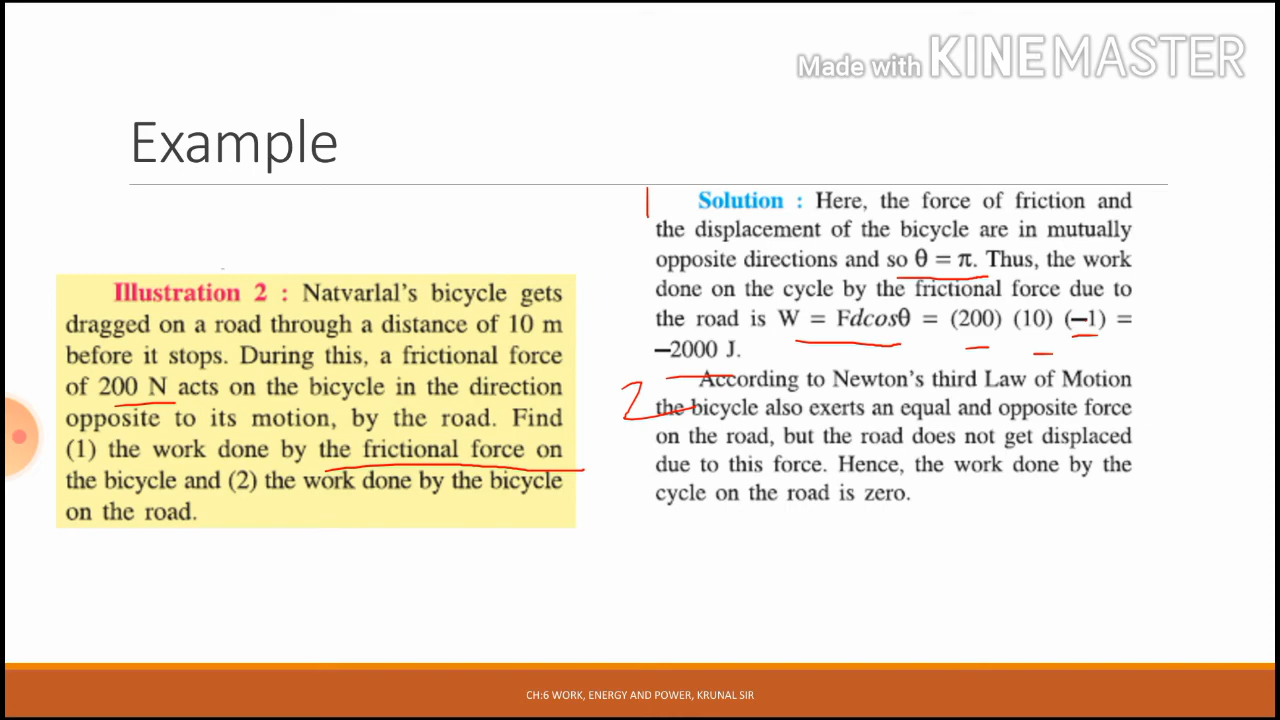 Made with KINEMASTER
Example
Illustration 2 : Natvarlal's bicycle gets
dragged on a road through a distance of 10 m
before it stops. During this, a frictional force
of 200 N acts on the bicycle in the direction
opposite to its motion, by the road. Find
(1) the work done by the frictional force on
the bicycle and (2) the work done by the bicycle
on the road.
1
Solution : Here, the force of friction and
the displacement of the bicycle are in mutually
opposite directions and so θ = π. Thus, the work
done on the cycle by the frictional force due to
the road is W = Fdcosθ = (200) (10) (–1) =
–2000 J.
2
According to Newton's third Law of Motion
the bicycle also exerts an equal and opposite force
on the road, but the road does not get displaced
due to this force. Hence, the work done by the
cycle on the road is zero.
CH:6 WORK, ENERGY AND POWER, KRUNAL SIR